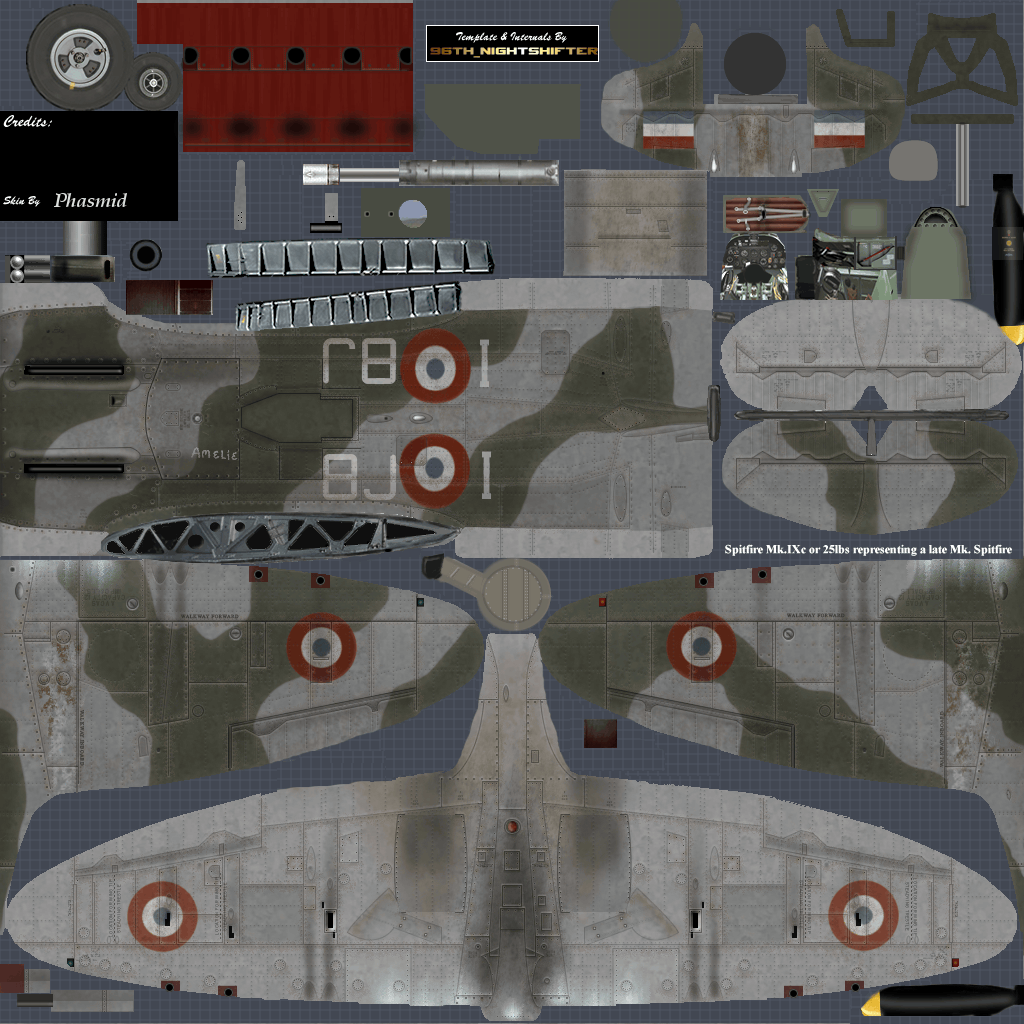 Template & Internals By
96TH_NIGHTSHIFTER
Credits:
Skin By Phasmid
I8J
AMELIE
8J I
Spitfire Mk.IXc or 25lbs representing a late Mk. Spitfire
WALKWAY FORWARD
WALKWAY FORWARD